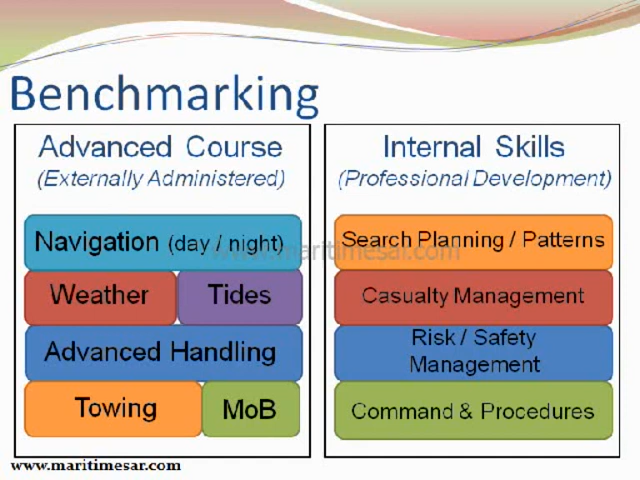 Benchmarking
Advanced Course
(Externally Administered)
Navigation (day / night)
Weather
Tides
Advanced Handling
Towing
MoB
Internal Skills
(Professional Development)
Search Planning / Patterns
Casualty Management
Risk / Safety
Management
Command & Procedures
www.maritimesar.com
www.maritimesar.com